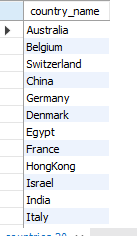 country_name
Australia
Belgium
Switzerland
China
Germany
Denmark
Egypt
France
HongKong
Israel
India
Italy